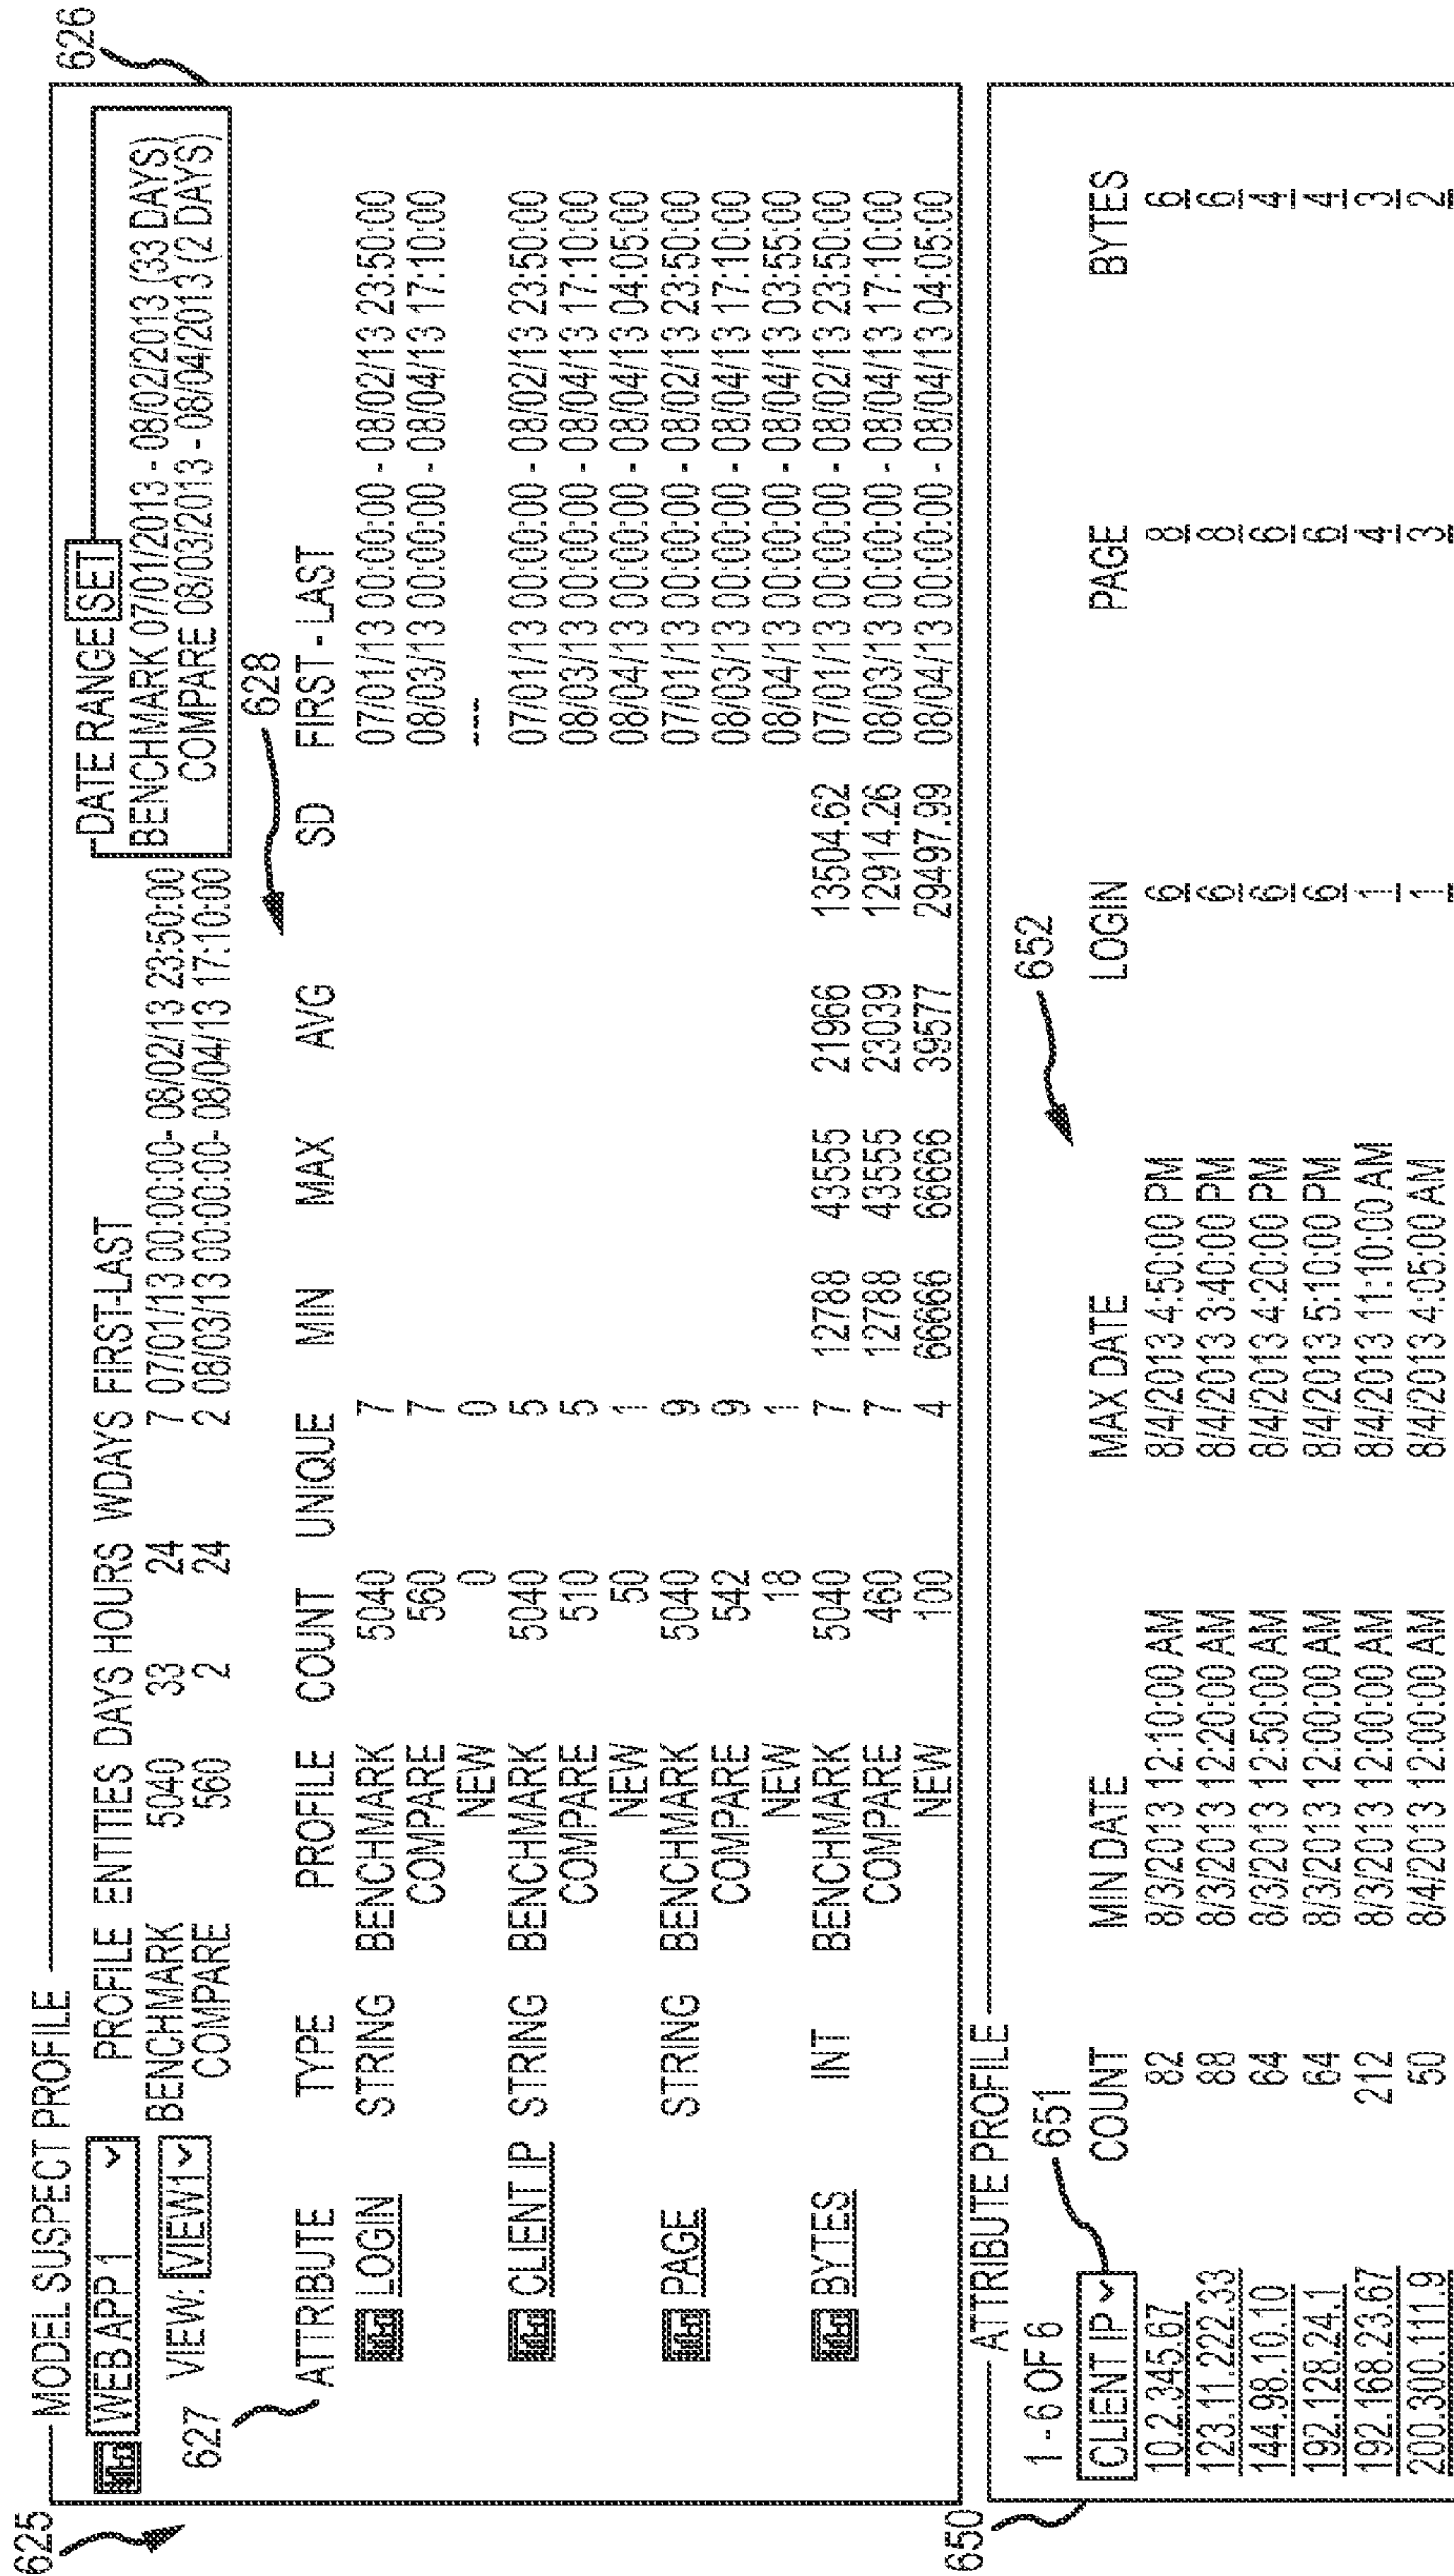 625
626
MODEL SUSPECT PROFILE
WEBAPP1 PROFILE ENTITIES DAYS HOURS WDAYS FIRST-LAST
BENCHMARK 5040 33 24 7 07/01/13 00:00:00- 08/02/13 23:50:00
VIEW: VIEW1 COMPARE 560 2 24 2 08/03/13 00:00:00- 08/04/13 17:10:00
DATE RANGE SET
BENCHMARK 07/01/2013 - 08/02/2013 (33 DAYS)
COMPARE 08/03/2013 - 08/04/2013 (2 DAYS)
627
628
ATTRIBUTE TYPE PROFILE COUNT UNIQUE MIN MAX AVG SD FIRST - LAST
LOGIN STRING BENCHMARK 5040 7 07/01/13 00:00:00 - 08/02/13 23:50:00
COMPARE 560 7 08/03/13 00:00:00 - 08/04/13 17:10:00
NEW 0 0 ---
CLIENT IP STRING BENCHMARK 5040 5 07/01/13 00:00:00 - 08/02/13 23:50:00
COMPARE 510 5 08/03/13 00:00:00 - 08/04/13 17:10:00
NEW 50 1 08/04/13 00:00:00 - 08/04/13 04:05:00
PAGE STRING BENCHMARK 5040 9 07/01/13 00:00:00 - 08/02/13 23:50:00
COMPARE 542 9 08/03/13 00:00:00 - 08/04/13 17:10:00
NEW 18 1 08/04/13 00:00:00 - 08/04/13 03:55:00
BYTES INT BENCHMARK 5040 7 12788 43555 21966 13504.62 07/01/13 00:00:00 - 08/02/13 23:50:00
COMPARE 460 7 12788 43555 23039 12914.26 08/03/13 00:00:00 - 08/04/13 17:10:00
NEW 100 4 66666 66666 39577 29497.99 08/04/13 00:00:00 - 08/04/13 04:05:00
650
ATTRIBUTE PROFILE
1 - 6 OF 6
651
652
CLIENT IP COUNT MIN DATE MAX DATE LOGIN PAGE BYTES
10.2.345.67 82 8/3/2013 12:10:00 AM 8/4/2013 4:50:00 PM 6 8 6
123.11.222.33 88 8/3/2013 12:20:00 AM 8/4/2013 3:40:00 PM 6 8 6
144.98.10.10 64 8/3/2013 12:50:00 AM 8/4/2013 4:20:00 PM 6 6 4
192.128.24.1 64 8/3/2013 12:00:00 AM 8/4/2013 5:10:00 PM 6 6 4
192.168.23.67 212 8/3/2013 12:00:00 AM 8/4/2013 11:10:00 AM 1 4 3
200.300.111.9 50 8/4/2013 12:00:00 AM 8/4/2013 4:05:00 AM 1 3 2